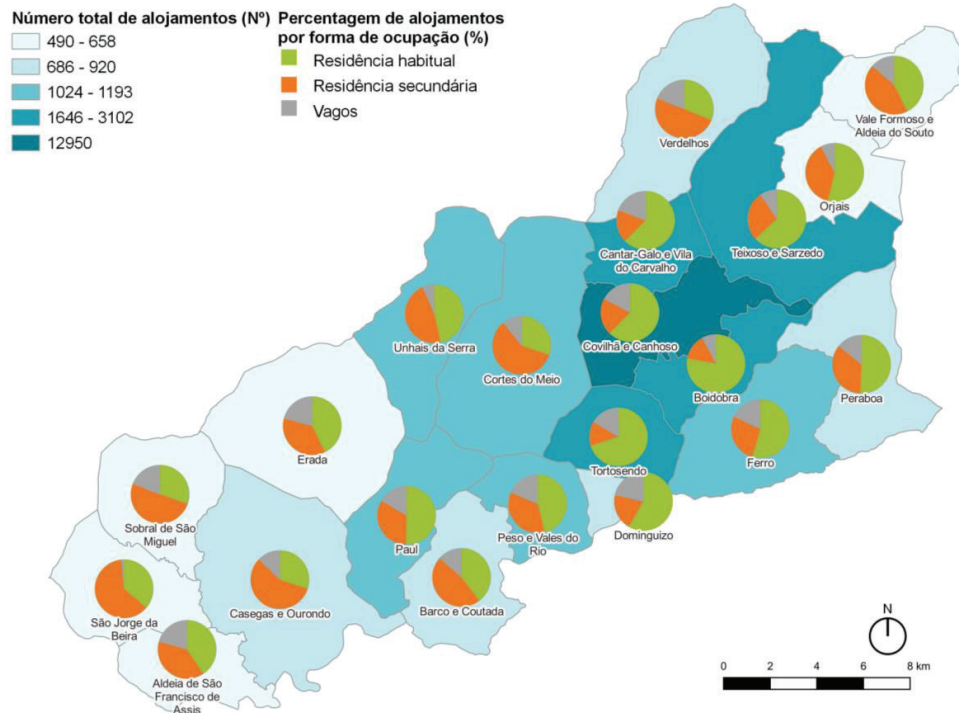 Número total de alojamentos (Nº)
490 - 658
686 - 920
1024 - 1193
1646 - 3102
12950
Percentagem de alojamentos
por forma de ocupação (%)
Residência habitual
Residência secundária
Vagos
Vale Formoso e
Aldeia do Souto
Verdelhos
Orjais
Cantar-Galo e Vila
do Carvalho
Teixoso e Sarzedo
Unhais da Serra
Cortes do Meio
Covilhã e Canhoso
Boidobra
Peraboa
Erada
Tortosendo
Ferro
Sobral de São
Miguel
Paul
Peso e Vales do
Rio
Dominguizo
São Jorge da
Beira
Casegas e Ourondo
Barco e Coutada
Aldeia de São
Francisco de
Assis
N
0 2 4 6 8 km